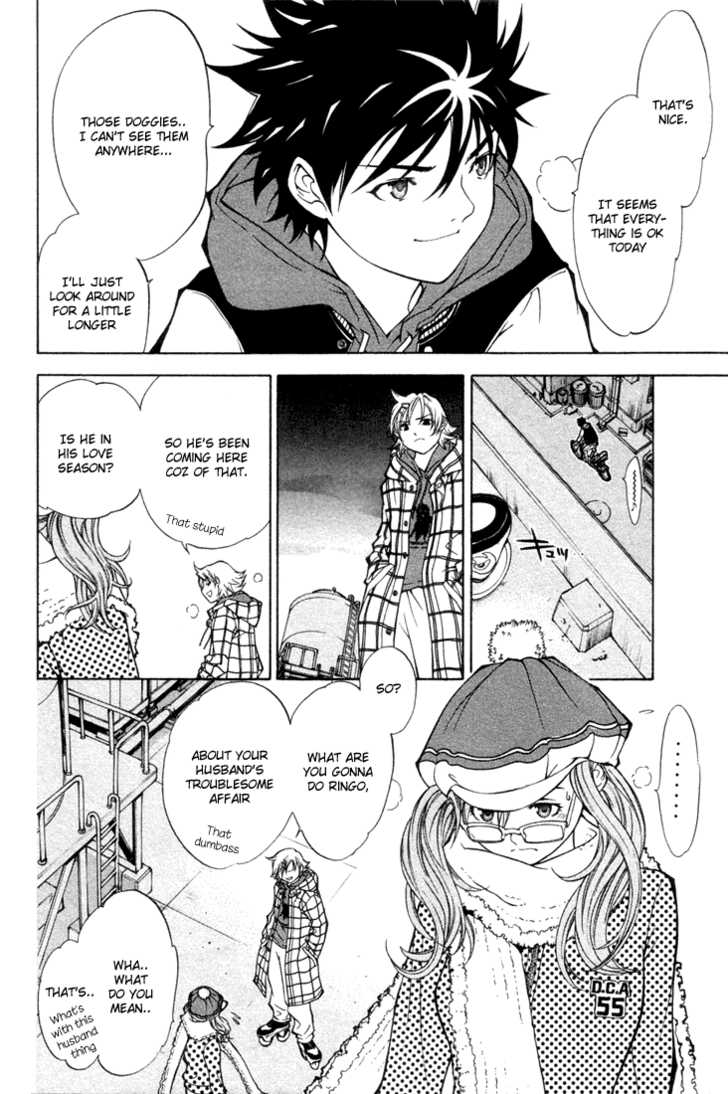 THAT'S
NICE.
IT SEEMS
THAT EVERY-
THING IS OK
TODAY
THOSE DOGGIES..
I CAN'T SEE THEM
ANYWHERE...
I'LL JUST
LOOK AROUND
FOR A LITTLE
LONGER
キュッ
SO HE'S BEEN
COMING HERE
COZ OF THAT.
That stupid
IS HE IN
HIS LOVE
SEASON?
. . . . .
SO?
WHAT ARE
YOU GONNA
DO RINGO,
ABOUT YOUR
HUSBAND'S
TROUBLESOME
AFFAIR
That
dumbass
D.C.A
55
WHA..
WHAT
DO YOU
MEAN..
THAT'S..
What's
with this
husband
thing